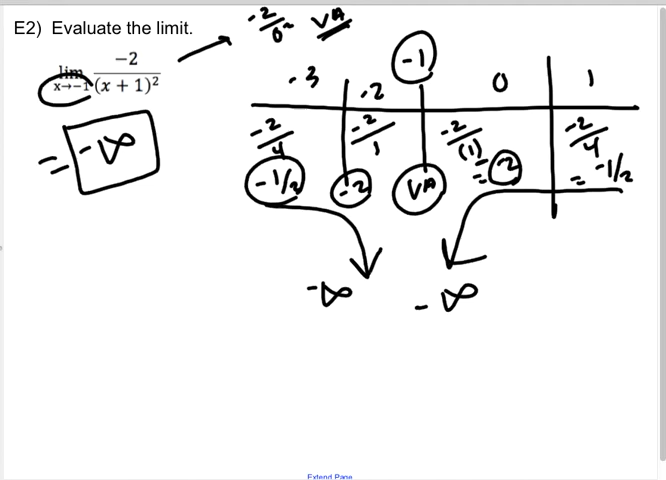 E2) Evaluate the limit.
-2/0 VA
lim x→-1 -2/(x + 1)²
= -∞
-3 -2 -1 0 1
-2/4 -2/1 -2/(1) -2/4
-1/2 -2 VA = -2 = -1/2
-∞ -∞
Extend Page